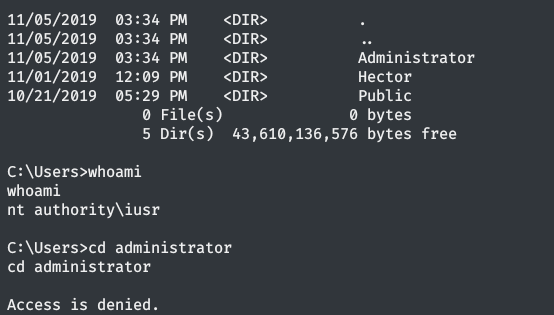 11/05/2019  03:34 PM    <DIR>          .
11/05/2019  03:34 PM    <DIR>          ..
11/05/2019  03:34 PM    <DIR>          Administrator
11/01/2019  12:09 PM    <DIR>          Hector
10/21/2019  05:29 PM    <DIR>          Public
               0 File(s)              0 bytes
               5 Dir(s)  43,610,136,576 bytes free
C:\Users>whoami
whoami
nt authority\iusr
C:\Users>cd administrator
cd administrator
Access is denied.